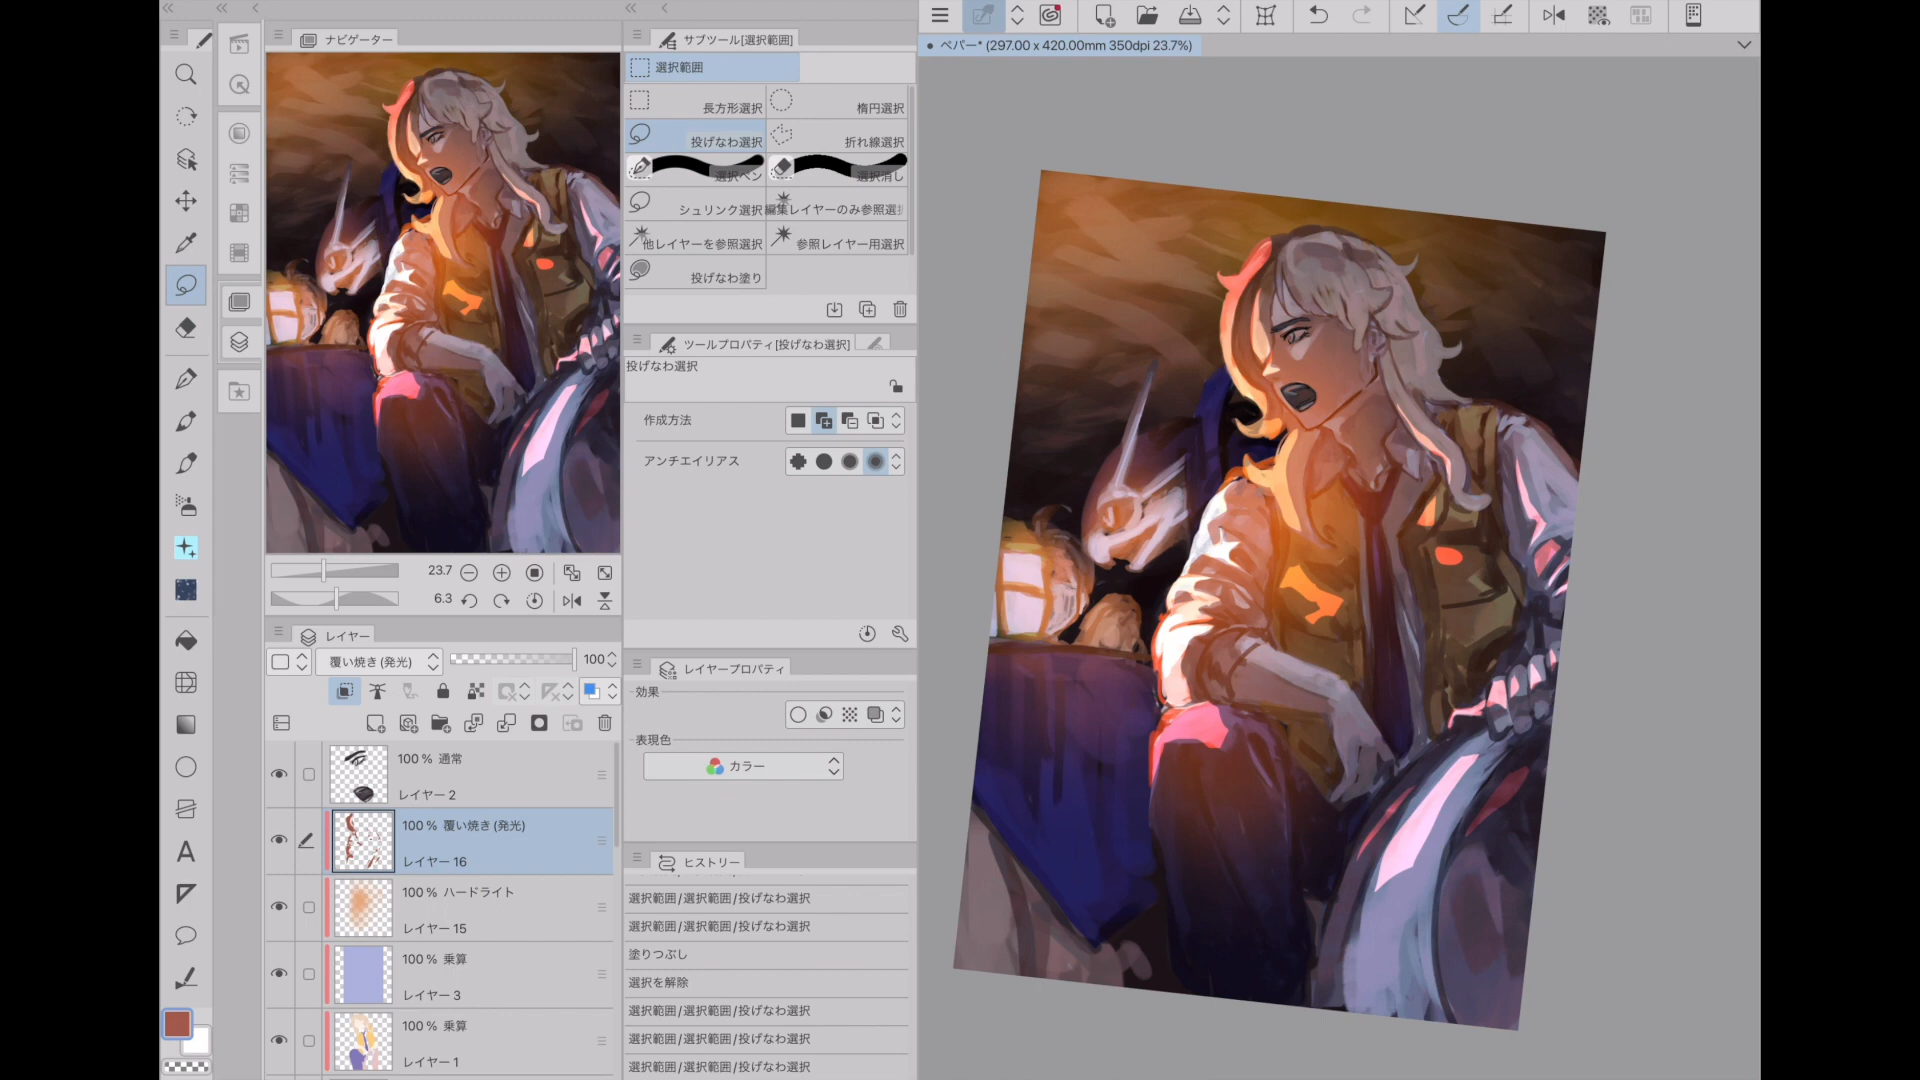 ナビゲーター
23.7
6.3
レイヤー
覆い焼き(発光)
100
100 % 通常
レイヤー 2
100 % 覆い焼き(発光)
レイヤー 16
100 % ハードライト
レイヤー 15
100 % 乗算
レイヤー 3
100 % 乗算
レイヤー 1
サブツール[選択範囲]
選択範囲
長方形選択
楕円選択
投げなわ選択
折れ線選択
選択ペン
選択消し
シュリンク選択
編集レイヤーのみ参照選
他レイヤーを参照選択
参照レイヤー用選択
投げなわ塗り
ツールプロパティ[投げなわ選択]
投げなわ選択
作成方法
アンチエイリアス
レイヤープロパティ
効果
表現色
カラー
ヒストリー
選択範囲/選択範囲/投げなわ選択
選択範囲/選択範囲/投げなわ選択
塗りつぶし
選択を解除
選択範囲/選択範囲/投げなわ選択
選択範囲/選択範囲/投げなわ選択
選択範囲/選択範囲/投げなわ選択
ペパー* (297.00 x 420.00mm 350dpi 23.7%)